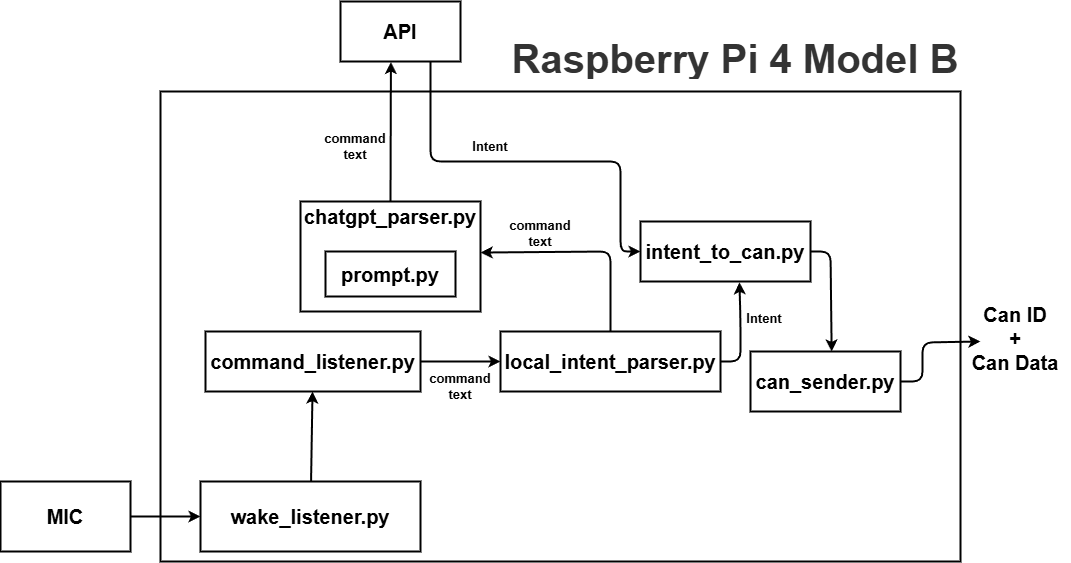 API
Raspberry Pi 4 Model B
command
text
Intent
chatgpt_parser.py
prompt.py
command
text
intent_to_can.py
Intent
Can ID
+
Can Data
command_listener.py
command
text
local_intent_parser.py
can_sender.py
MIC
wake_listener.py